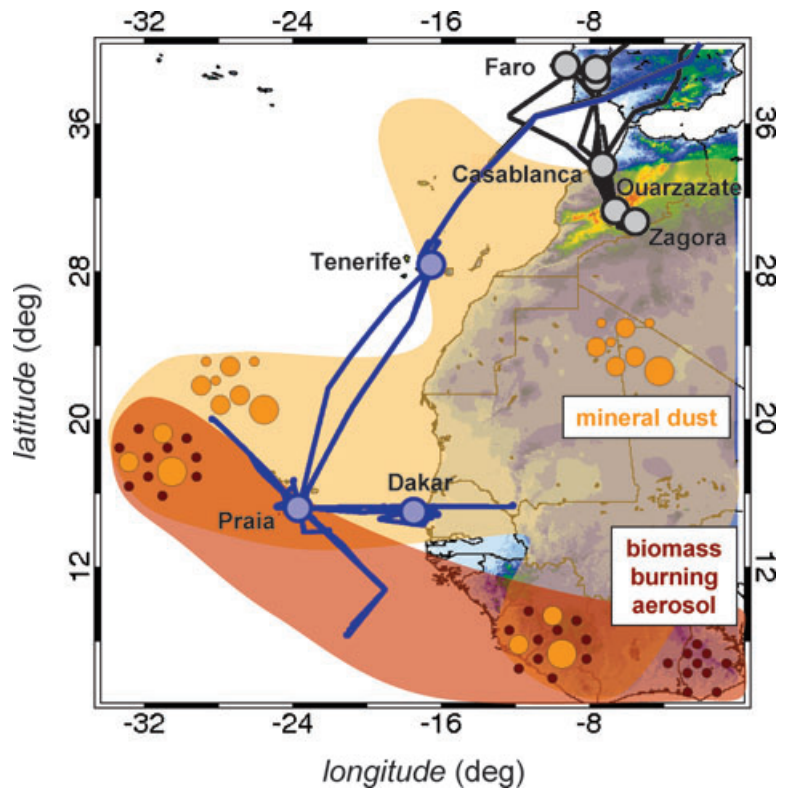 -32 -24 -16 -8
Faro
36 36
Casablanca
Ouarzazate
Zagora
Tenerife
28 28
latitude (deg)
mineral dust
20 20
Dakar
Praia
biomass
burning
aerosol
12 12
-32 -24 -16 -8
longitude (deg)